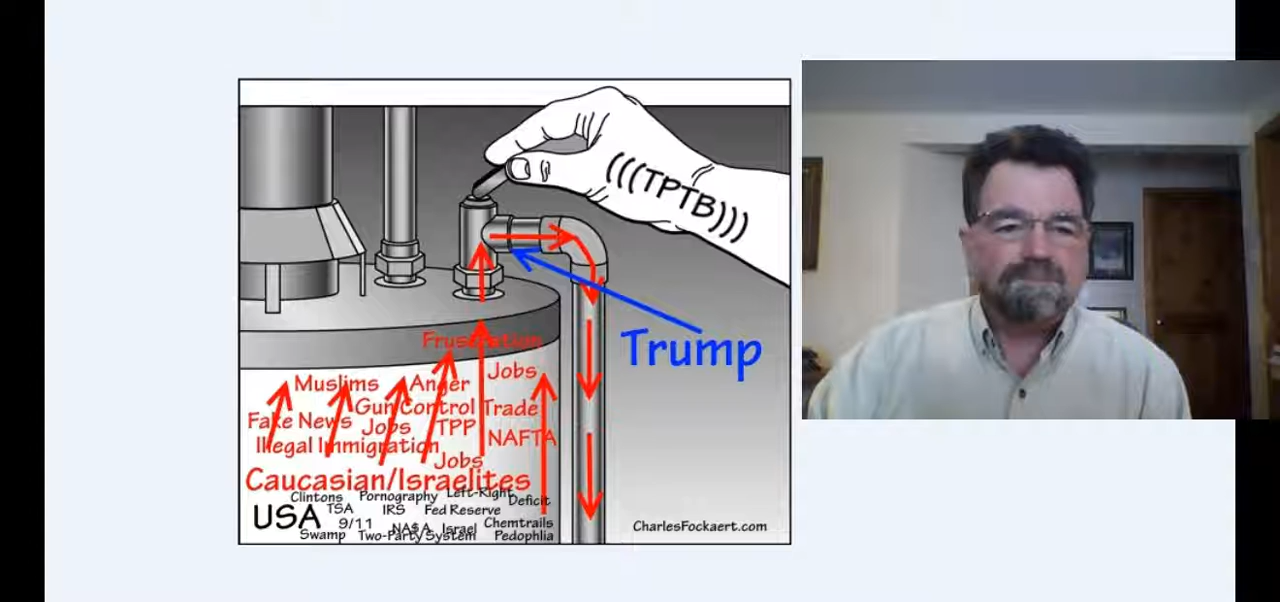 (((TPTB)))
Trump
Frustration
Jobs
Muslims Anger
Gun Control Trade
Fake News Jobs TPP
Illegal Immigration NAFTA
Jobs
Caucasian/Israelites
Clintons Pornography Left-Right Deficit
USA TSA IRS Fed Reserve
9/11 NASA Israel Chemtrails
Swamp Two-Party System Pedophlia
CharlesFockaert.com